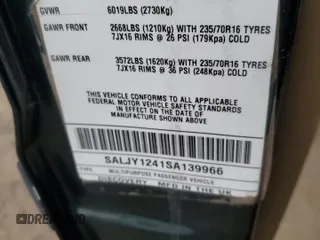 GVWR 6019LBS (2730Kg)
GAWR FRONT 2668LBS (1210Kg) WITH 235/70R16 TYRES
7JX16 RIMS @ 26 PSI (179Kpa) COLD
GAWR REAR 3572LBS (1620Kg) WITH 235/70R16 TYRES
7JX16 RIMS @ 36 PSI (248Kpa) COLD
THIS VEHICLE CONFORMS TO ALL APPLICABLE
FEDERAL MOTOR VEHICLE SAFETY STANDARDS
IN EFFECT ON THE DATE OF
MANUFACTURE SHOWN ABOVE
SALJY1241SA139966
TYPE MULTIPURPOSE PASSENGER VEHICLE
DISCOVERY MFD IN THE UK